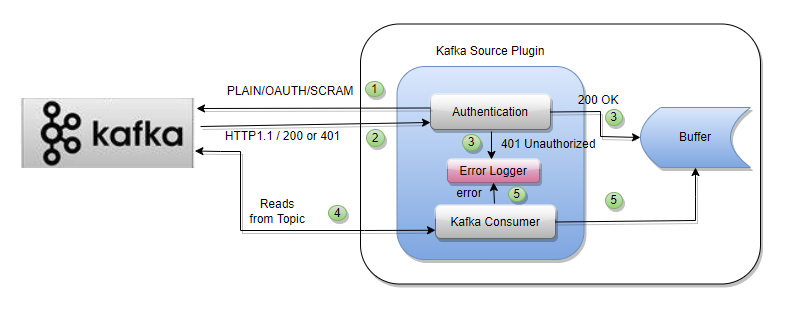 Kafka Source Plugin
PLAIN/OAUTH/SCRAM
1
Authentication
200 OK
3
kafka
HTTP1.1 / 200 or 401
2
3
401 Unauthorized
Buffer
Error Logger
error
5
Reads
from Topic
4
Kafka Consumer
5